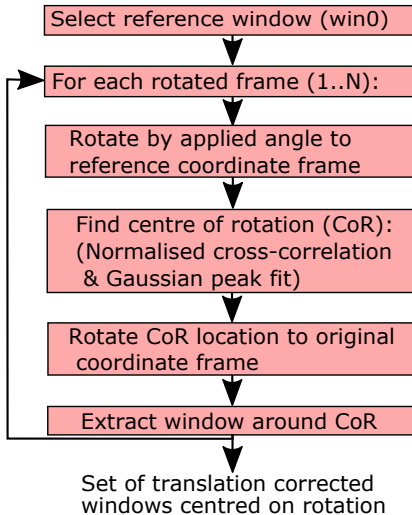 Select reference window (win0)
For each rotated frame (1..N):
Rotate by applied angle to
reference coordinate frame
Find centre of rotation (CoR):
(Normalised cross-correlation
& Gaussian peak fit)
Rotate CoR location to original
coordinate frame
Extract window around CoR
Set of translation corrected
windows centred on rotation